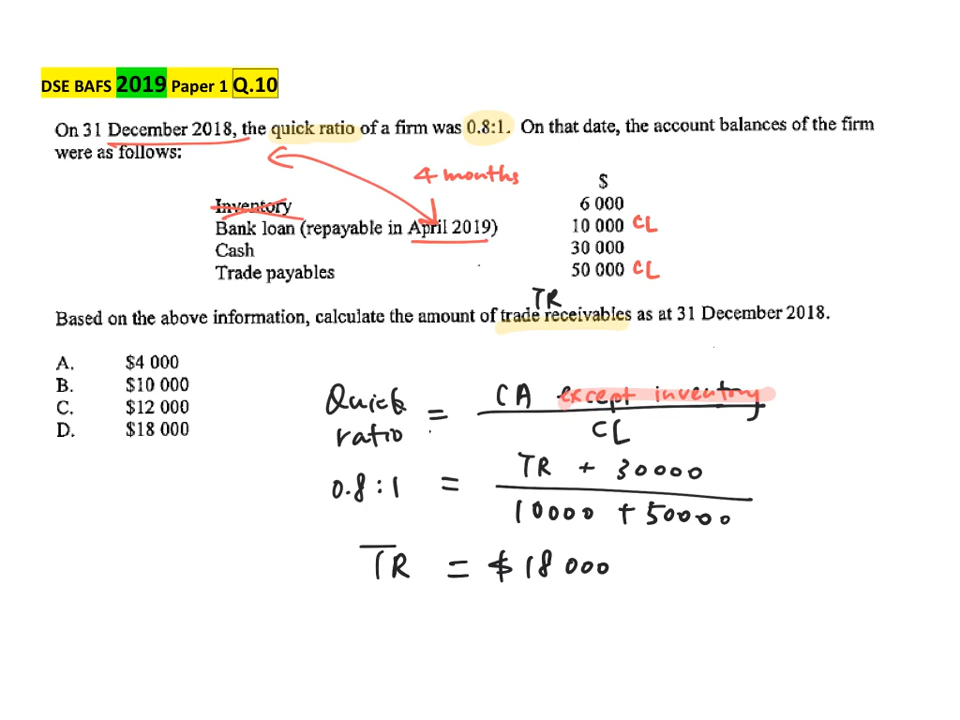 DSE BAFS 2019 Paper 1 Q.10
On 31 December 2018, the quick ratio of a firm was 0.8:1. On that date, the account balances of the firm
were as follows:
4 months
$
Inventory 6 000
Bank loan (repayable in April 2019) 10 000 CL
Cash 30 000
Trade payables 50 000 CL
TR
Based on the above information, calculate the amount of trade receivables as at 31 December 2018.
A. $4 000
B. $10 000
C. $12 000
D. $18 000
Quick ratio = CA except inventory / CL
0.8:1 = TR + 30000 / 10000 + 50000
TR = $18 000